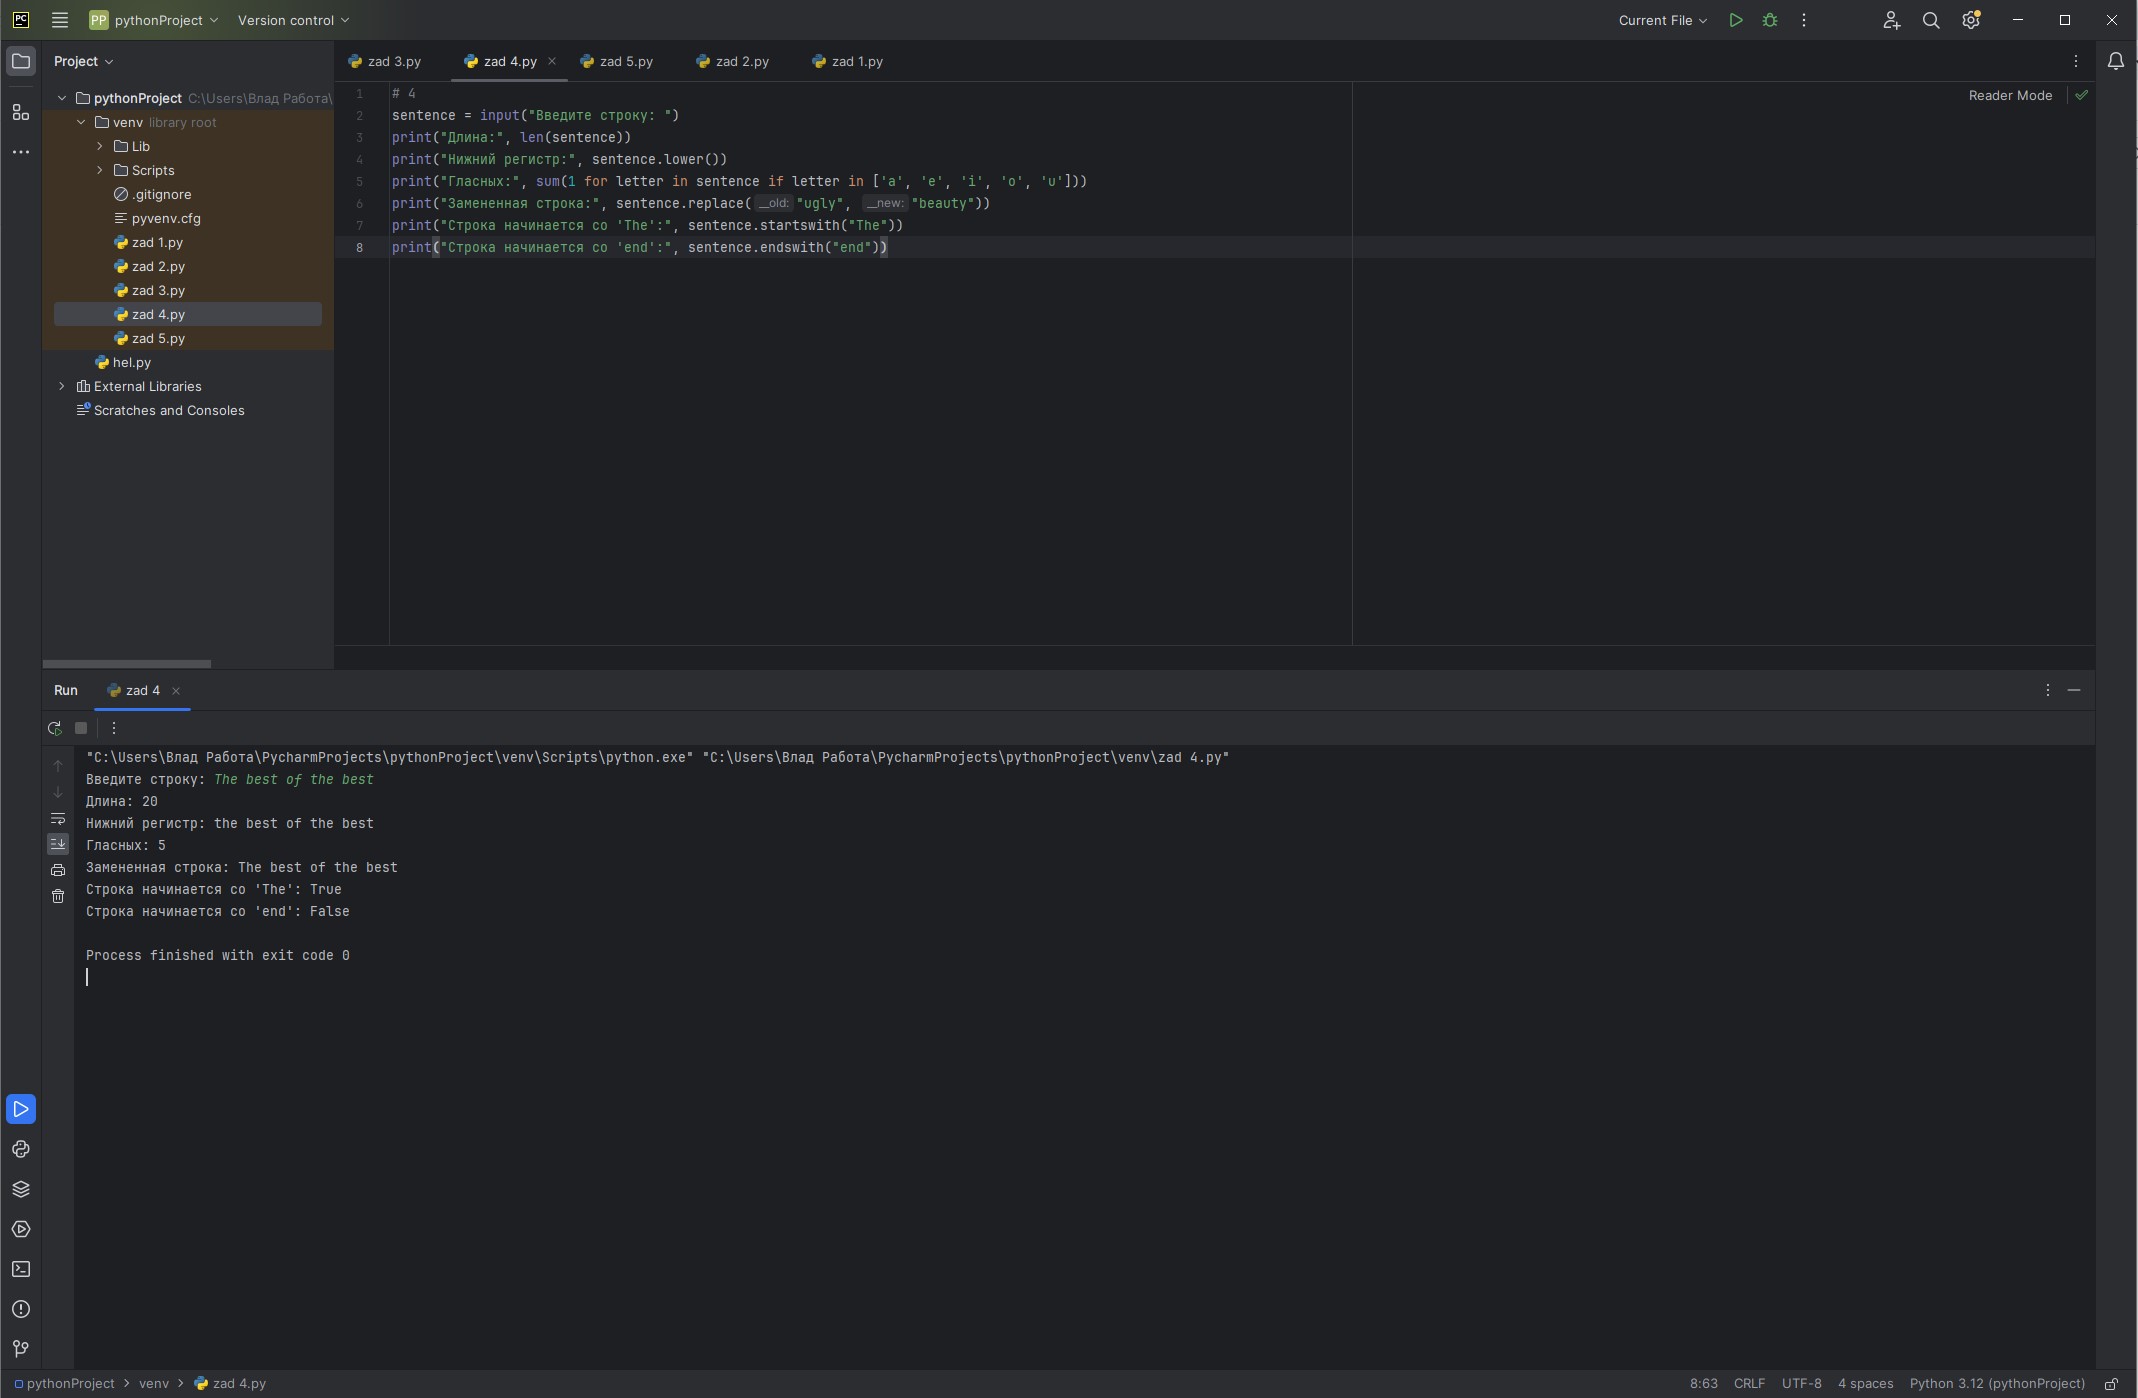 PC PP pythonProject Version control Current File
Project zad 3.py zad 4.py zad 5.py zad 2.py zad 1.py
pythonProject C:\Users\Влад Работа\
venv library root
Lib
Scripts
.gitignore
pyvenv.cfg
zad 1.py
zad 2.py
zad 3.py
zad 4.py
zad 5.py
hel.py
External Libraries
Scratches and Consoles
Reader Mode
1 # 4
2 sentence = input("Введите строку: ")
3 print("Длина:", len(sentence))
4 print("Нижний регистр:", sentence.lower())
5 print("Гласных:", sum(1 for letter in sentence if letter in ['a', 'e', 'i', 'o', 'u']))
6 print("Замененная строка:", sentence.replace( __old: "ugly", __new: "beauty"))
7 print("Строка начинается со 'The':", sentence.startswith("The"))
8 print("Строка начинается со 'end':", sentence.endswith("end"))
Run zad 4
"C:\Users\Влад Работа\PycharmProjects\pythonProject\venv\Scripts\python.exe" "C:\Users\Влад Работа\PycharmProjects\pythonProject\venv\zad 4.py"
Введите строку: The best of the best
Длина: 20
Нижний регистр: the best of the best
Гласных: 5
Замененная строка: The best of the best
Строка начинается со 'The': True
Строка начинается со 'end': False
Process finished with exit code 0
pythonProject > venv > zad 4.py 8:63 CRLF UTF-8 4 spaces Python 3.12 (pythonProject)